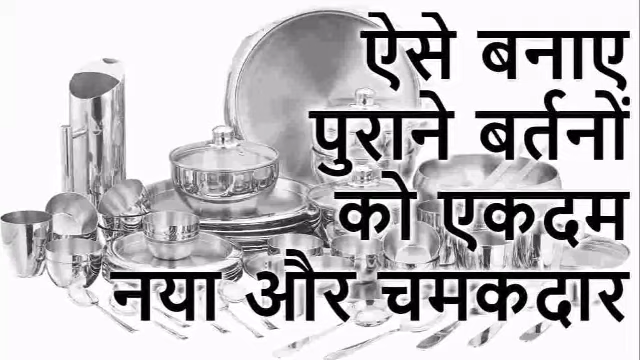 ऐसे बनाए
पुराने बर्तनों
को एकदम
नया और चमकदार